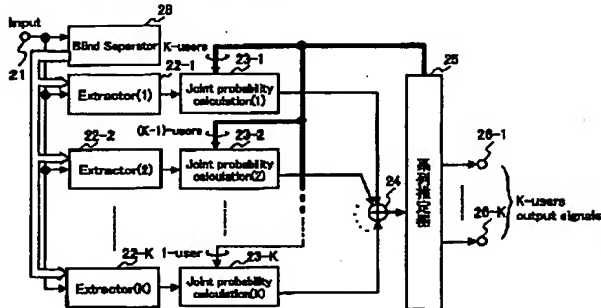 Input
21
28
Blind Separator
K-users
22-1
Extractor(1)
23-1
Joint probability
calculation(1)
25
(K-1)-users
22-2
Extractor(2)
23-2
Joint probability
calculation(2)
24
26-1
K-users
output signals
26-K
22-K
1-user
Extractor(K)
23-K
Joint probability
calculation(K)